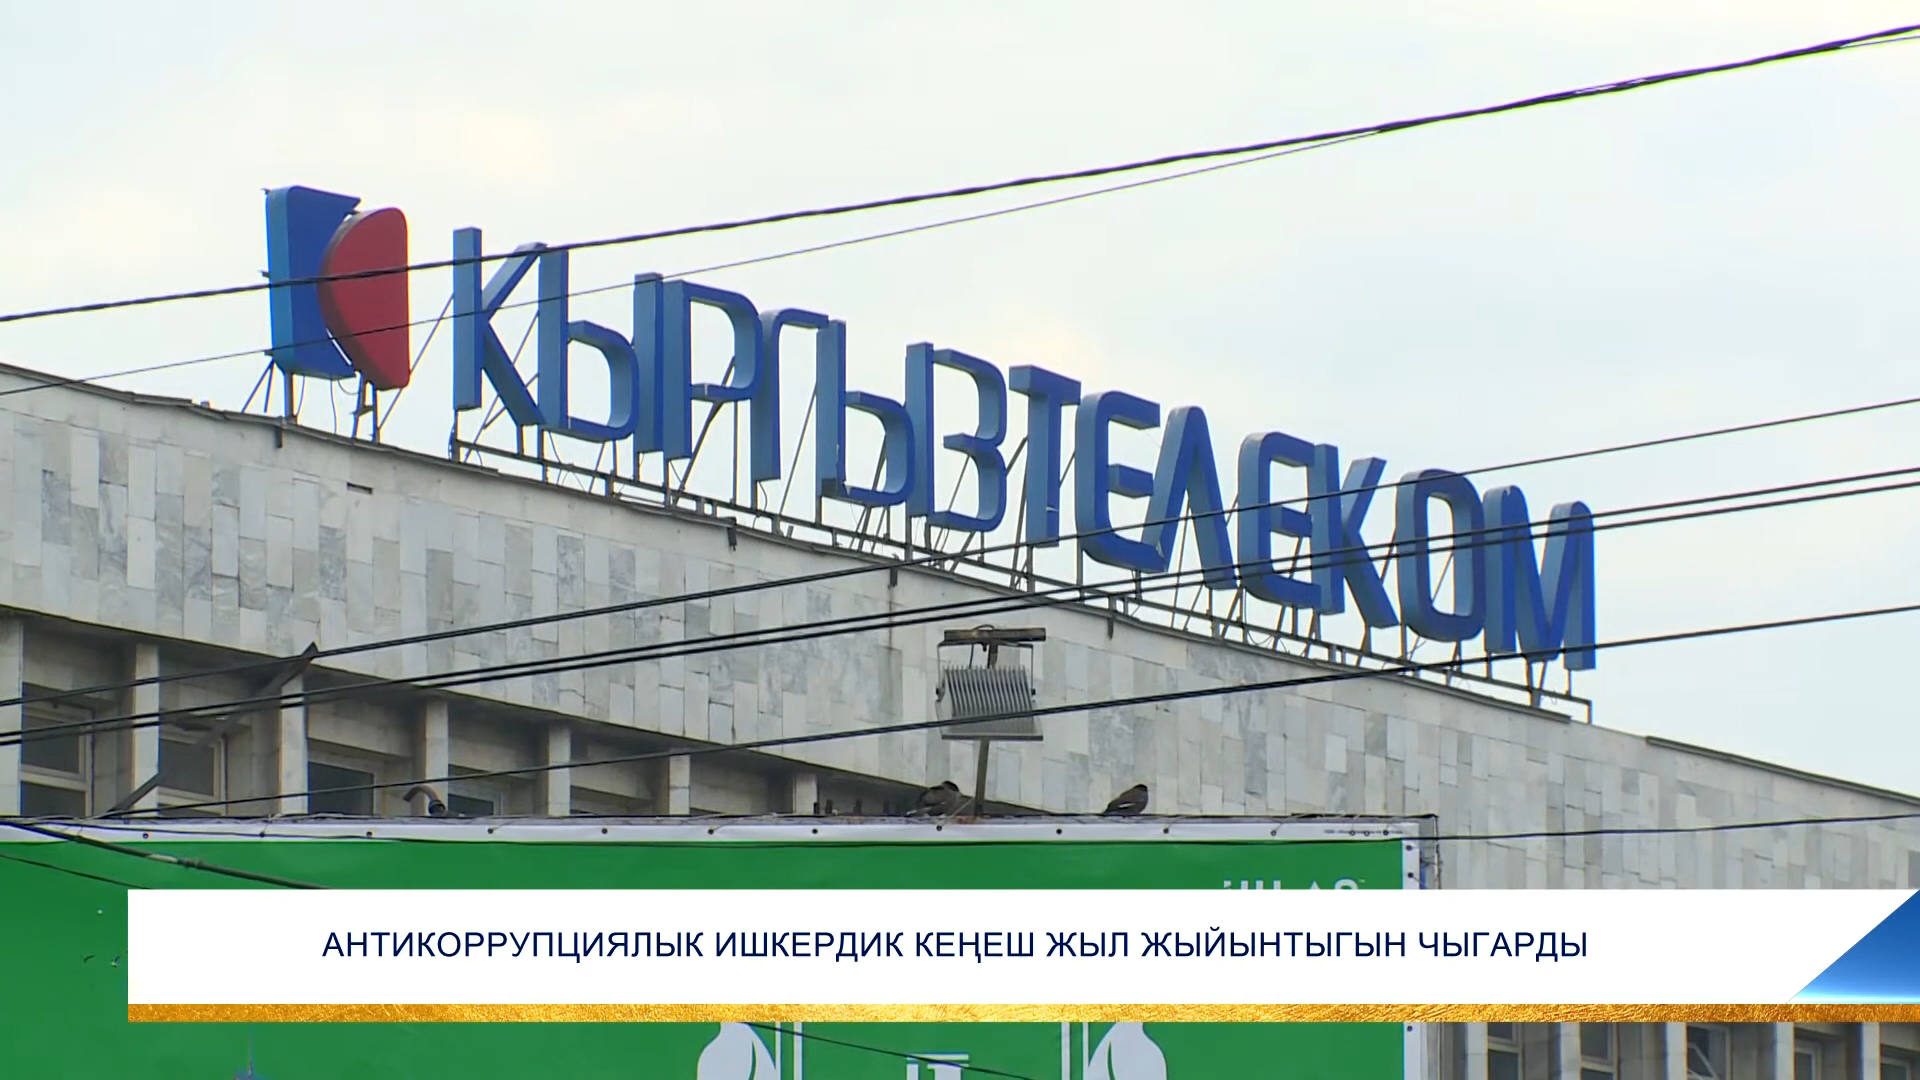 КЫРГЫЗТЕЛЕКОМ
АНТИКОРРУПЦИЯЛЫК ИШКЕРДИК КЕҢЕШ ЖЫЛ ЖЫЙЫНТЫГЫН ЧЫГАРДЫ